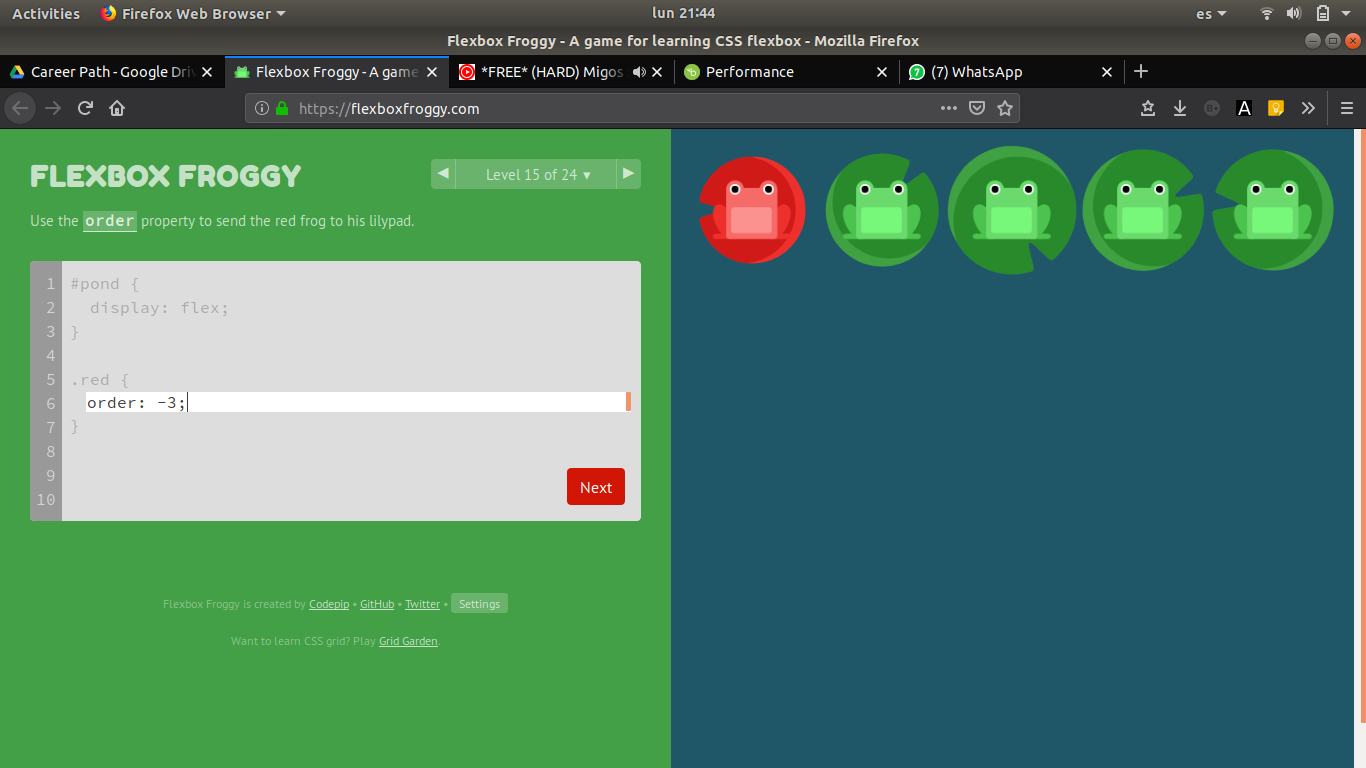 Activities Firefox Web Browser lun 21:44 es
Flexbox Froggy - A game for learning CSS flexbox - Mozilla Firefox
Career Path - Google Driv Flexbox Froggy - A game *FREE* (HARD) Migos Performance (7) WhatsApp
https://flexboxfroggy.com
FLEXBOX FROGGY
Level 15 of 24
Use the order property to send the red frog to his lilypad.
1 #pond {
2 display: flex;
3 }
4
5 .red {
6 order: -3;
7 }
8
9
10
Next
Flexbox Froggy is created by Codepip • GitHub • Twitter • Settings
Want to learn CSS grid? Play Grid Garden.